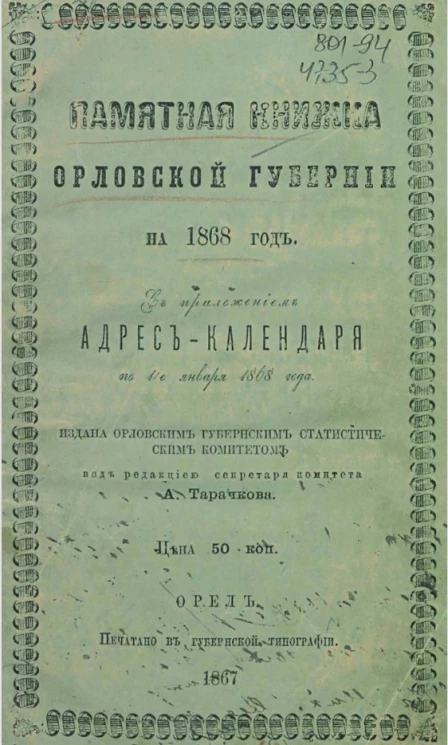 801-94
4735-3
ПАМЯТНАЯ КНИЖКА
ОРЛОВСКОЙ ГУБЕРНІИ
НА 1868 ГОДЪ.
Съ приложеніемъ
АДРЕСЪ-КАЛЕНДАРЯ
по 1-е января 1868 года.
ИЗДАНА ОРЛОВСКИМЪ ГУБЕРНСКИМЪ СТАТИСТИЧЕ-
СКИМЪ КОМИТЕТОМЪ
подъ редакціею секретаря комитета
А. Тарачкова.
Цѣна 50 коп.
ОРЕЛЪ.
Печатано въ губернской типографіи.
1867